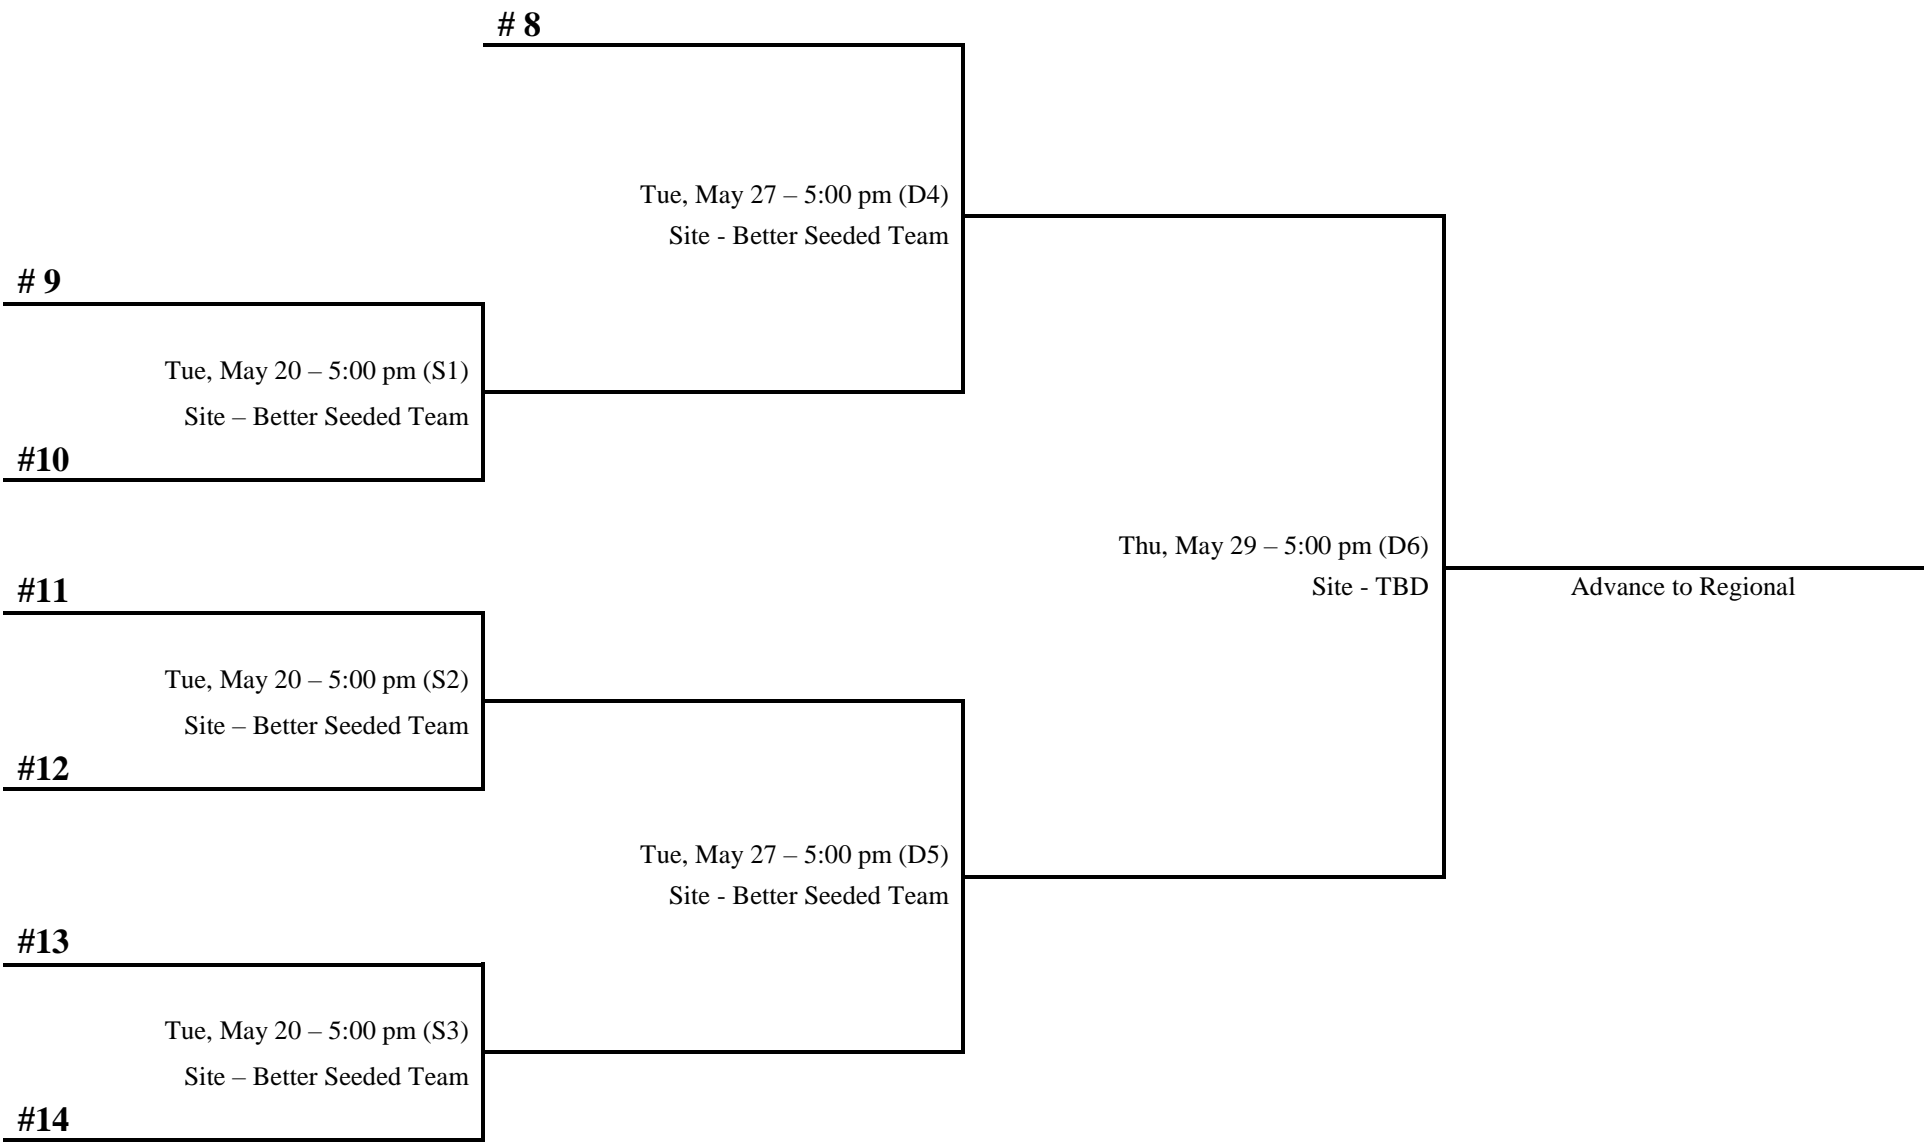 # 8
Tue, May 27 – 5:00 pm (D4)
Site - Better Seeded Team
# 9
Tue, May 20 – 5:00 pm (S1)
Site – Better Seeded Team
#10
Thu, May 29 – 5:00 pm (D6)
Site - TBD
Advance to Regional
#11
Tue, May 20 – 5:00 pm (S2)
Site – Better Seeded Team
#12
Tue, May 27 – 5:00 pm (D5)
Site - Better Seeded Team
#13
Tue, May 20 – 5:00 pm (S3)
Site – Better Seeded Team
#14